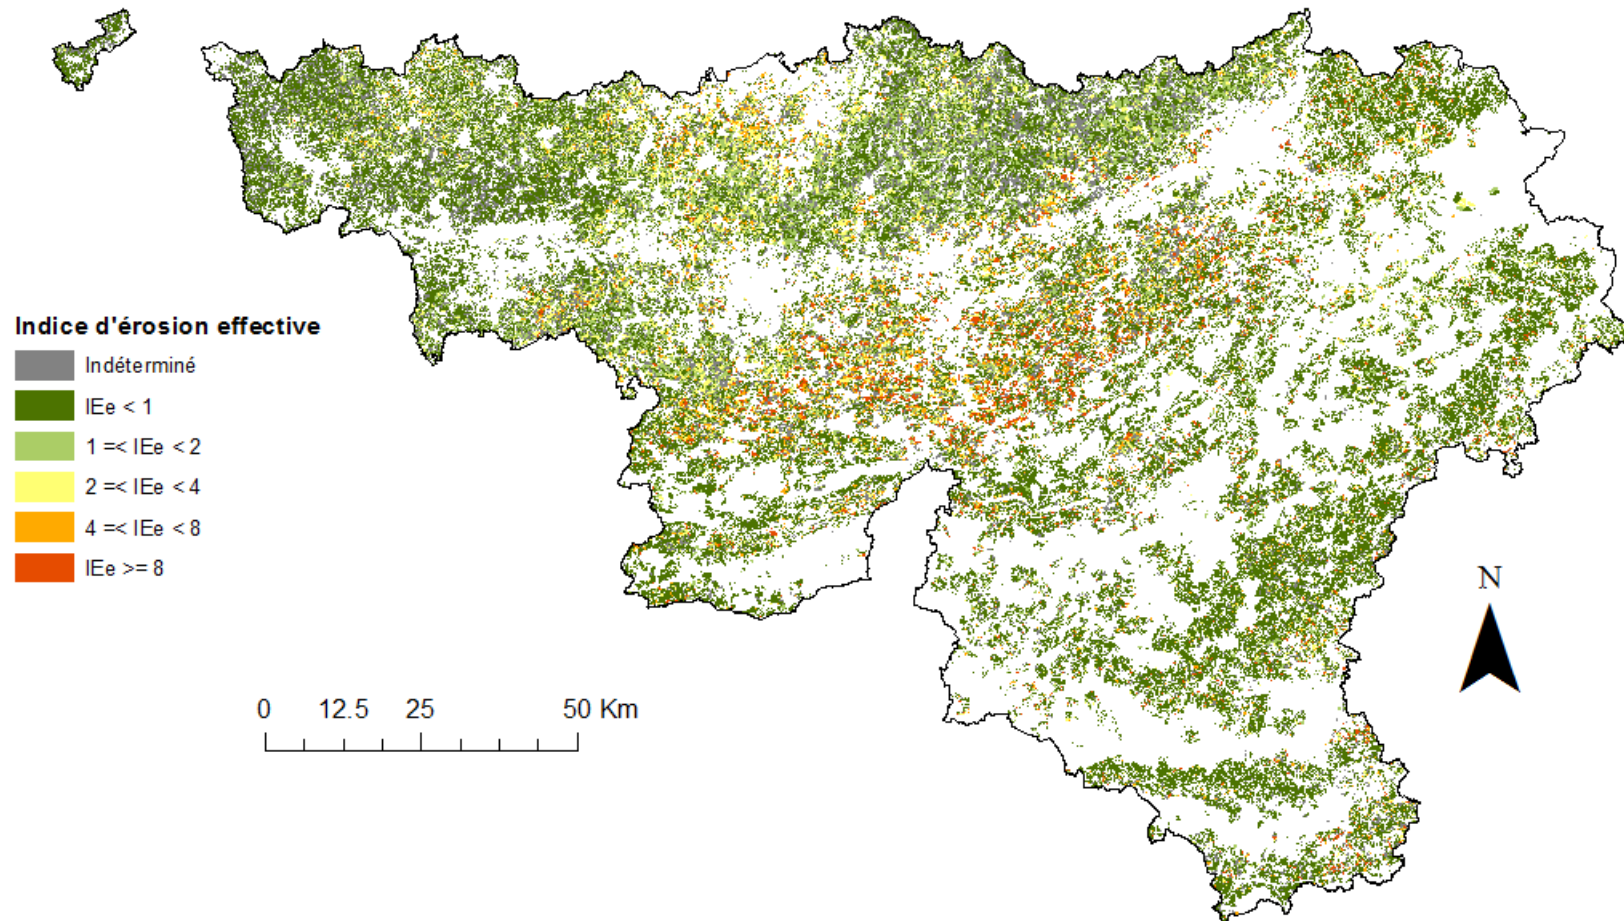 Indice d'érosion effective
Indéterminé
IEe < 1
1 =< IEe < 2
2 =< IEe < 4
4 =< IEe < 8
IEe >= 8
N
0 12.5 25 50 Km